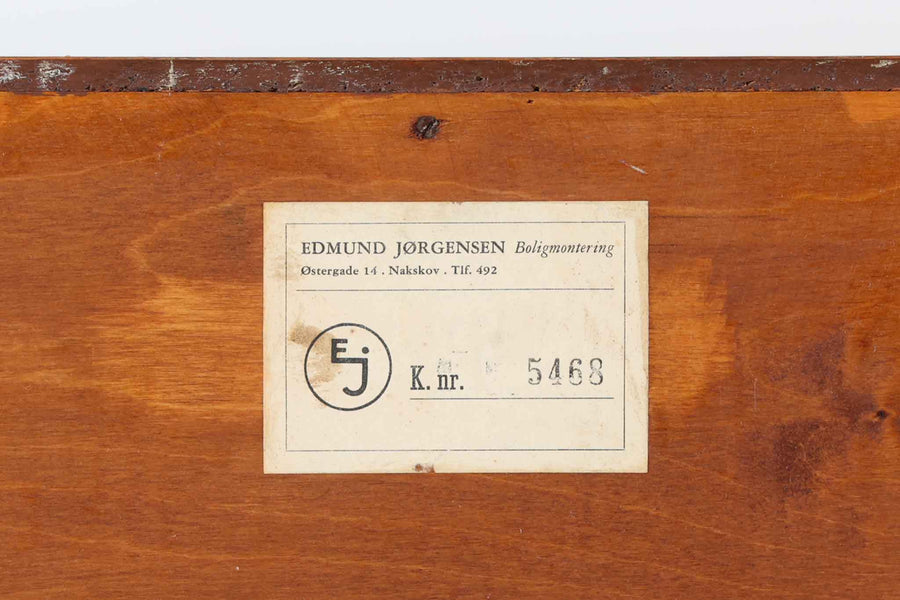 EDMUND JØRGENSEN Boligmontering
Østergade 14 . Nakskov . Tlf. 492
EJ
K. nr. 5468